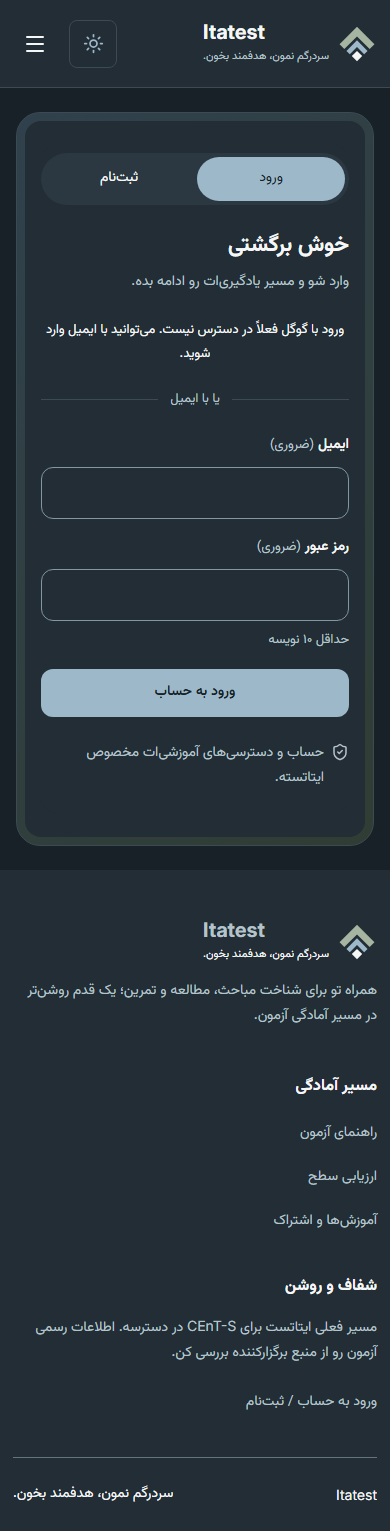 Itatest
سردرگم نمون، هدفمند بخون.
ورود
ثبت‌نام
خوش برگشتی
وارد شو و مسیر یادگیری‌ات رو ادامه بده.
ورود با گوگل فعلاً در دسترس نیست. می‌توانید با ایمیل وارد
شوید.
یا با ایمیل
ایمیل (ضروری)
رمز عبور (ضروری)
حداقل ۱۰ نویسه
ورود به حساب
حساب و دسترسی‌های آموزشی‌ات مخصوص
ایتاتسته.
Itatest
سردرگم نمون، هدفمند بخون.
همراه تو برای شناخت مباحث، مطالعه و تمرین؛ یک قدم روشن‌تر
در مسیر آمادگی آزمون.
مسیر آمادگی
راهنمای آزمون
ارزیابی سطح
آموزش‌ها و اشتراک
شفاف و روشن
مسیر فعلی ایتاتست برای CEnT-S در دسترسه. اطلاعات رسمی
آزمون رو از منبع برگزارکننده بررسی کن.
ورود به حساب / ثبت‌نام
Itatest
سردرگم نمون، هدفمند بخون.